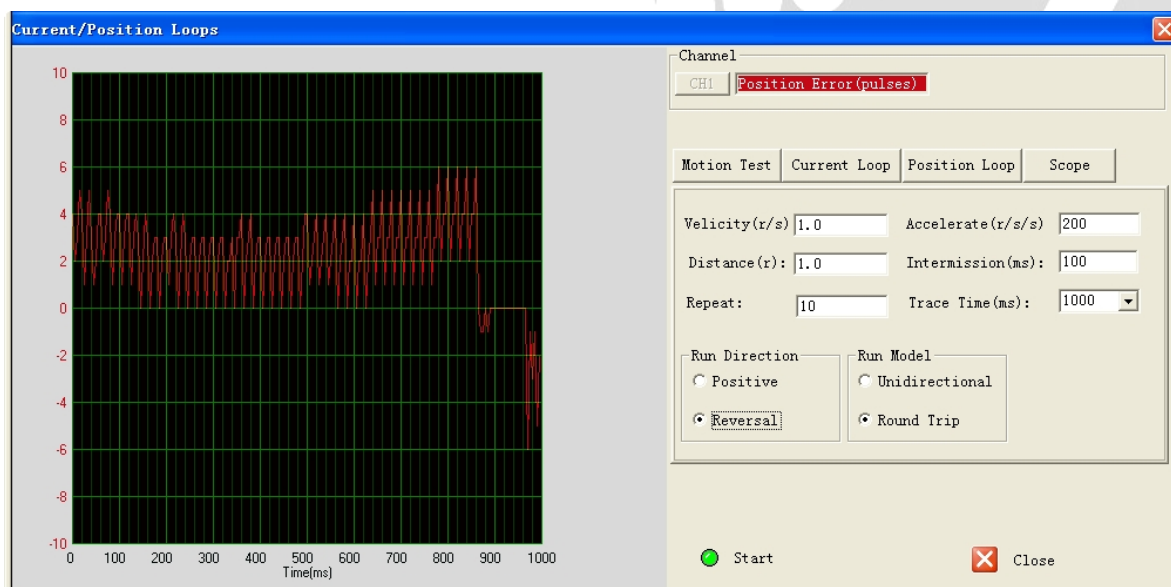 Current/Position Loops
10
8
6
4
2
0
-2
-4
-6
-8
-10
0 100 200 300 400 500 600 700 800 900 1000
Time(ms)
Channel
CH1 Position Error(pulses)
Motion Test Current Loop Position Loop Scope
Velicity(r/s) 1.0 Accelerate(r/s/s) 200
Distance(r): 1.0 Intermission(ms): 100
Repeat: 10 Trace Time(ms): 1000
Run Direction Run Model
Positive Unidirectional
Reversal Round Trip
Start Close